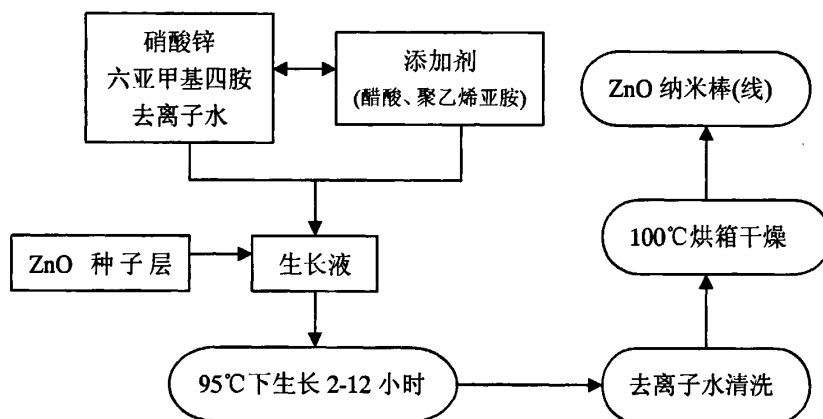 硝酸锌
六亚甲基四胺
去离子水
添加剂
(醋酸、聚乙烯亚胺)
ZnO 纳米棒(线)
100℃烘箱干燥
ZnO 种子层
生长液
95℃下生长 2-12 小时
去离子水清洗